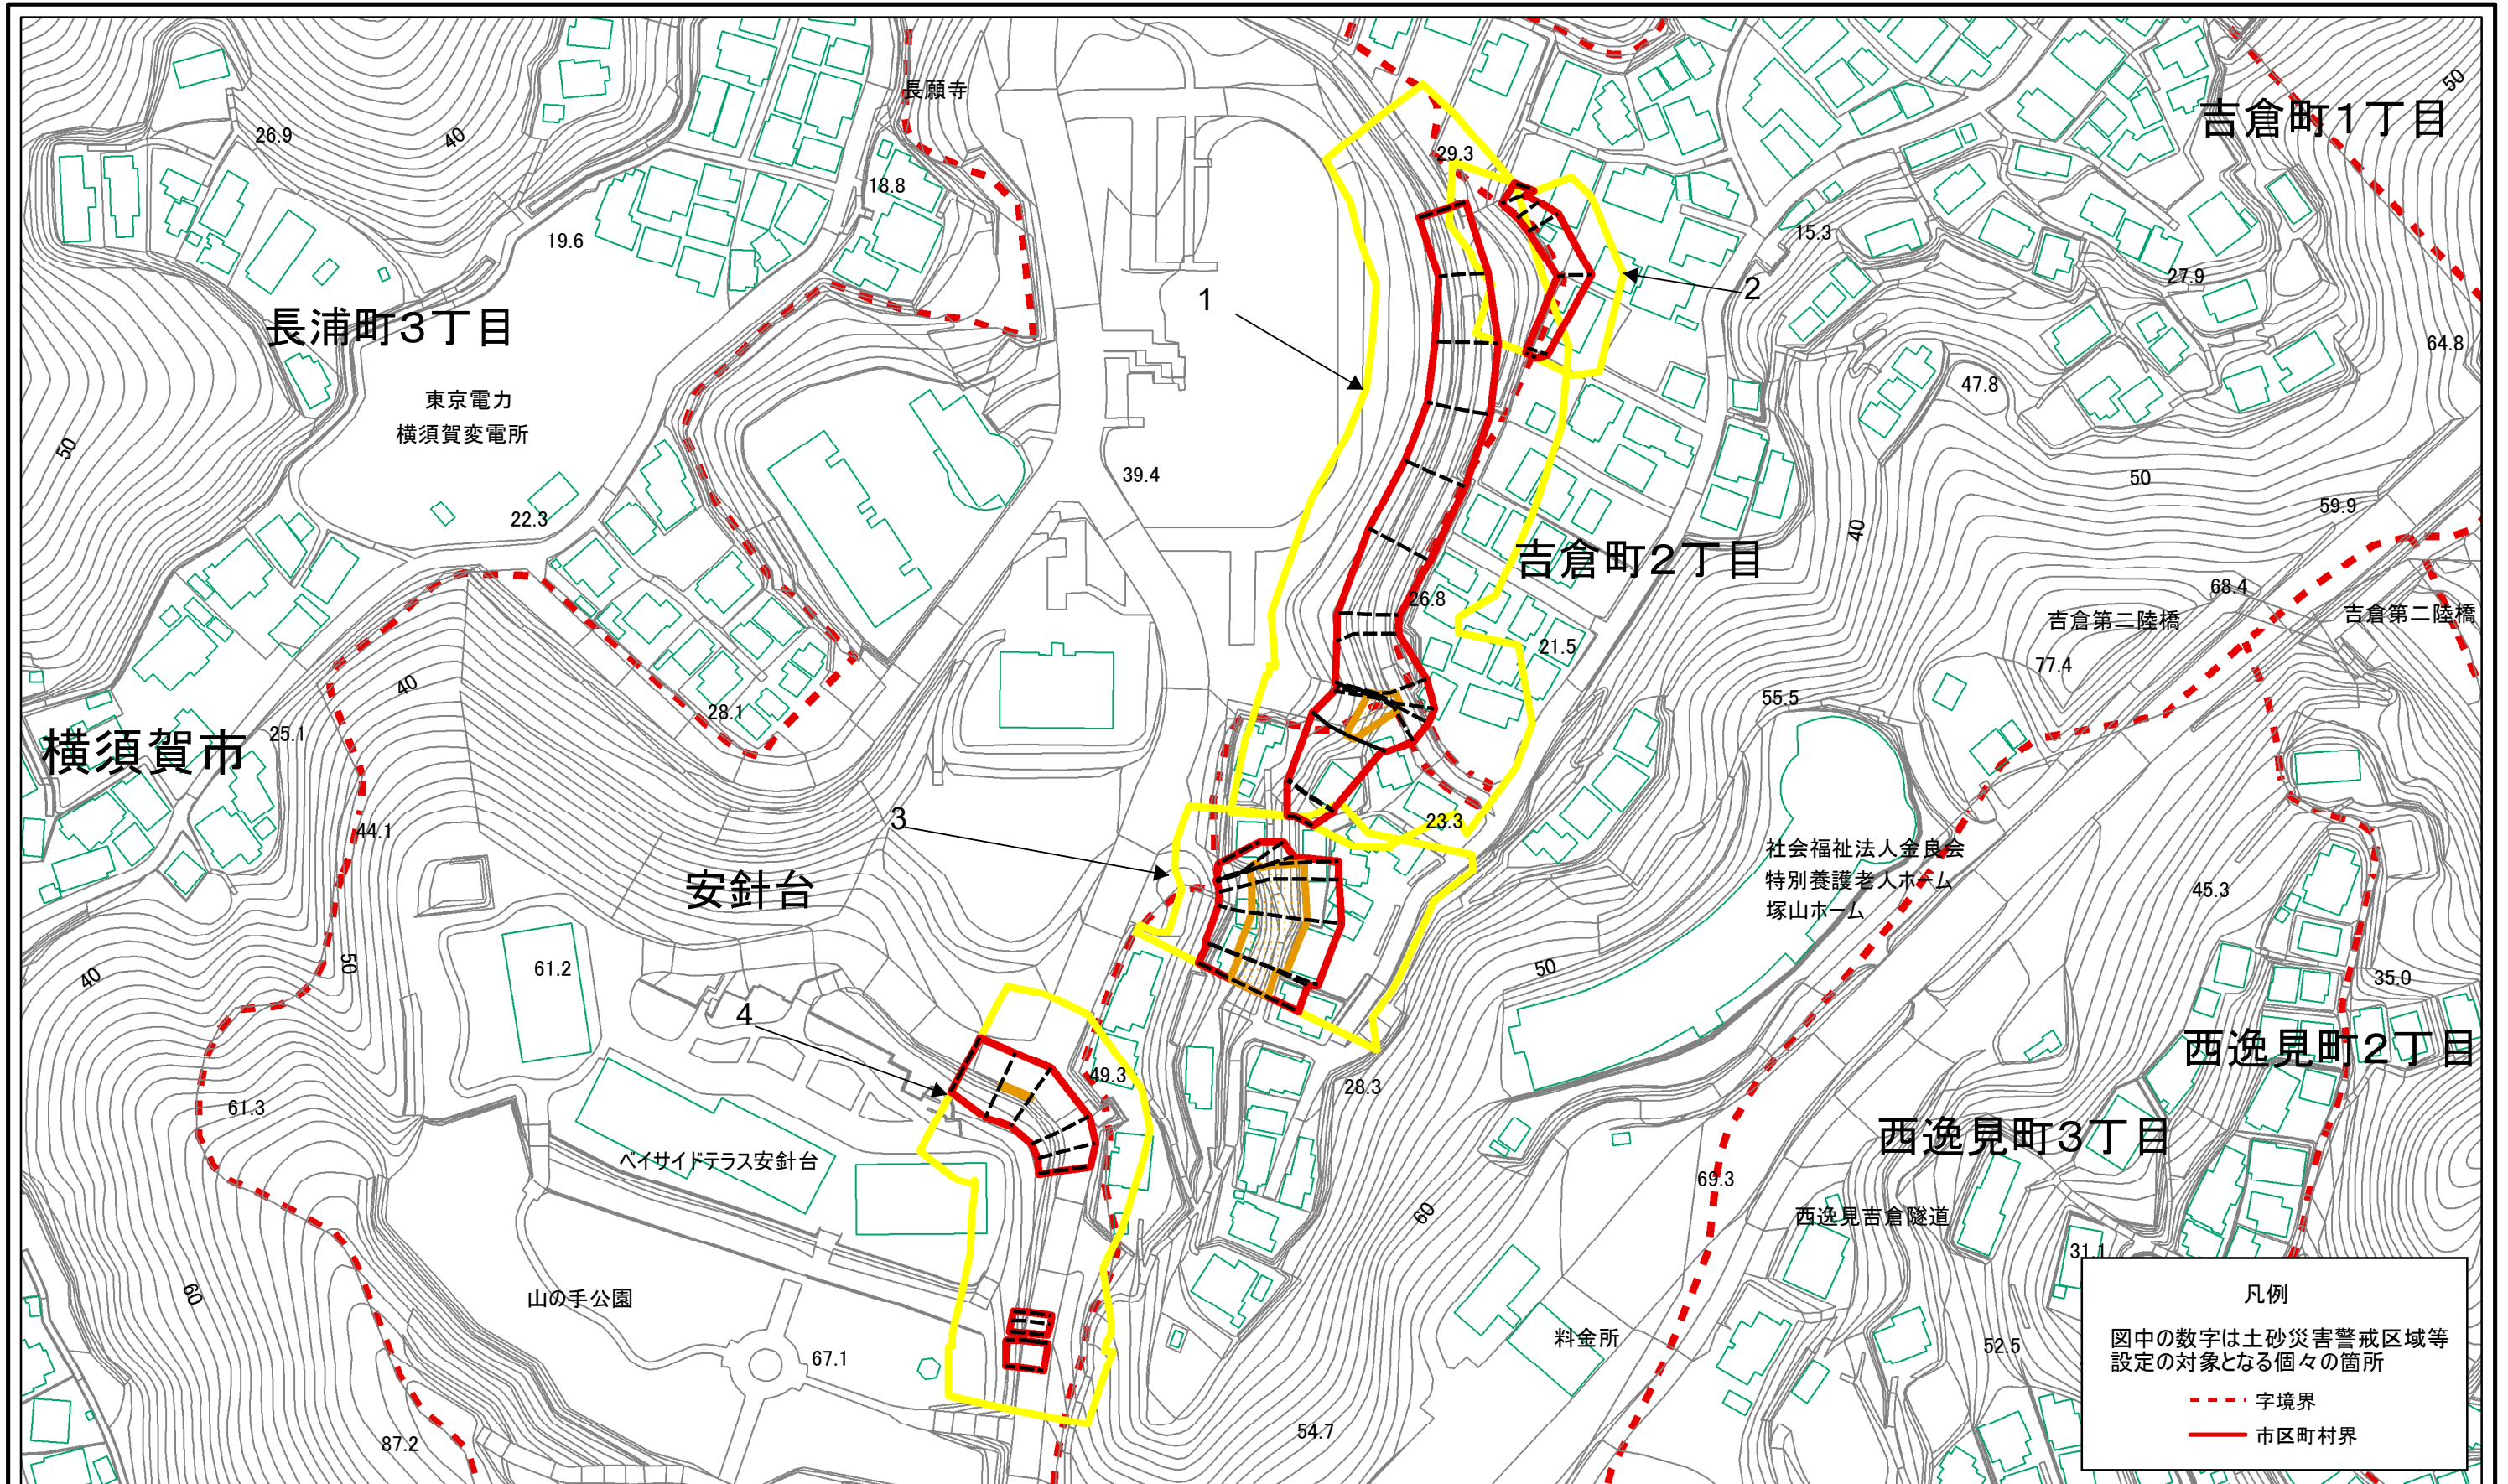 50
吉倉町1丁目
長願寺
26.9
40
29.3
18.8
15.3
19.6
27.9
2
1
長浦町3丁目
64.8
47.8
東京電力
横須賀変電所
50
39.4
50
59.9
22.3
40
吉倉町2丁目
68.4
26.8
吉倉第二陸橋
吉倉第二陸橋
21.5
77.4
40
55.5
28.1
25.1
横須賀市
3
23.3
44.1
社会福祉法人金良会
特別養護老人ホーム
塚山ホーム
安針台
45.3
50
61.2
50
40
35.0
4
西逸見町2丁目
49.3
28.3
61.3
西逸見町3丁目
ベイサイドテラス安針台
69.3
60
西逸見吉倉隧道
31.1
60
山の手公園
料金所
67.1
52.5
54.7
87.2
凡例
図中の数字は土砂災害警戒区域等
設定の対象となる個々の箇所
字境界
市区町村界